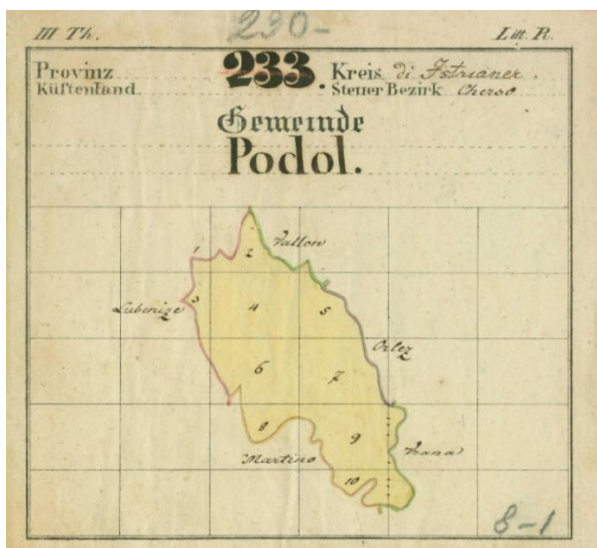 230-
III Th. Litt. R.
Provinz 233. Kreis di Istrianer.
Küstenland Steuer Bezirk Cherso
Gemeinde
Podol.
1 2 Vallon
Lubenize 3 4 5
Orlez
6 7
8 9 Vrana
Martino
10
8-1